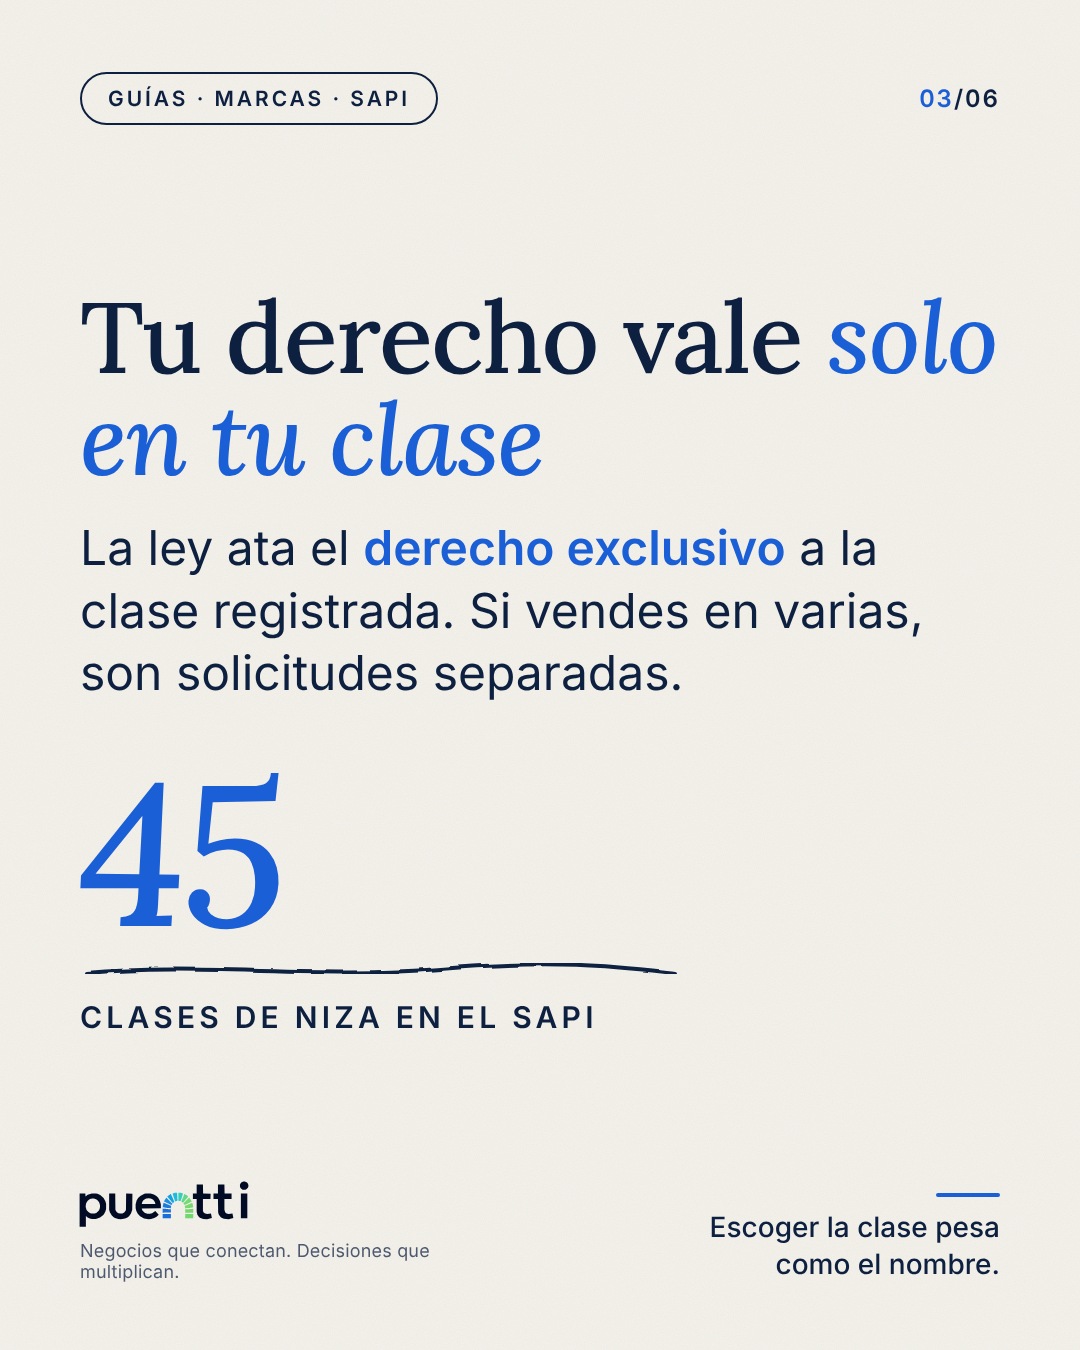 GUÍAS · MARCAS · SAPI
03/06
Tu derecho vale solo
en tu clase
La ley ata el derecho exclusivo a la
clase registrada. Si vendes en varias,
son solicitudes separadas.
45
CLASES DE NIZA EN EL SAPI
puentti
Negocios que conectan. Decisiones que
multiplican.
Escoger la clase pesa
como el nombre.